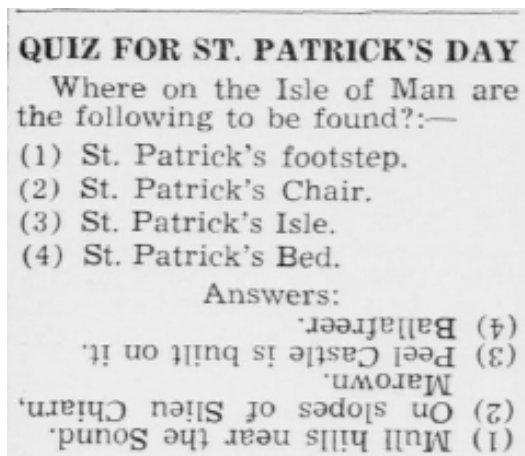 QUIZ FOR ST. PATRICK'S DAY
Where on the Isle of Man are
the following to be found?:—
(1) St. Patrick's footstep.
(2) St. Patrick's Chair.
(3) St. Patrick's Isle.
(4) St. Patrick's Bed.
Answers:
(1) Mull hills near the Sound.
(2) On slopes of Slieu Chiarn,
Marown.
(3) Peel Castle is built on it.
(4) Ballafreer.